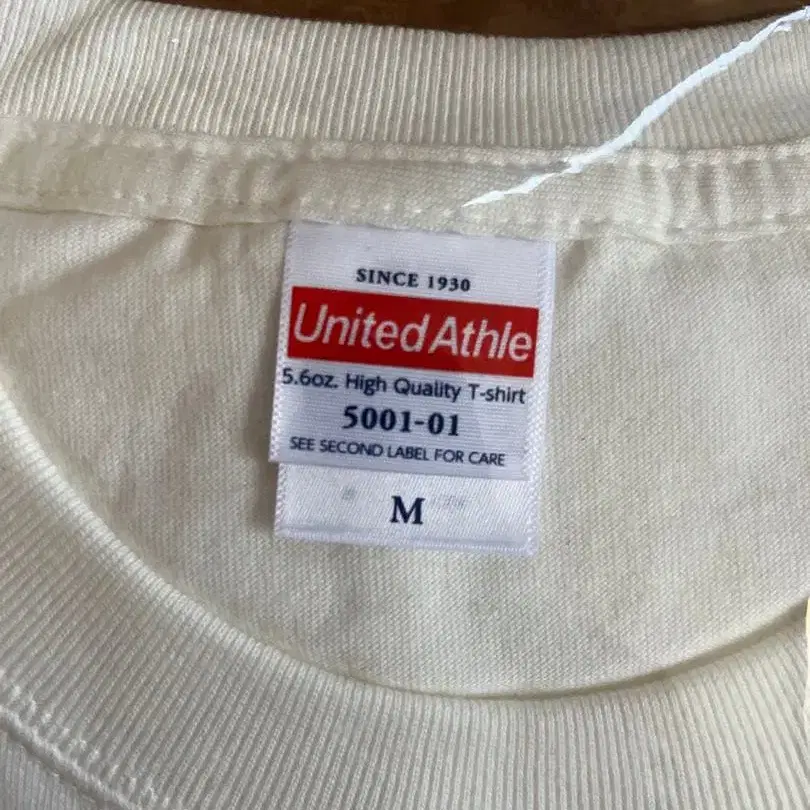 SINCE 1930
United Athle
5.6oz. High Quality T-shirt
5001-01
SEE SECOND LABEL FOR CARE
M